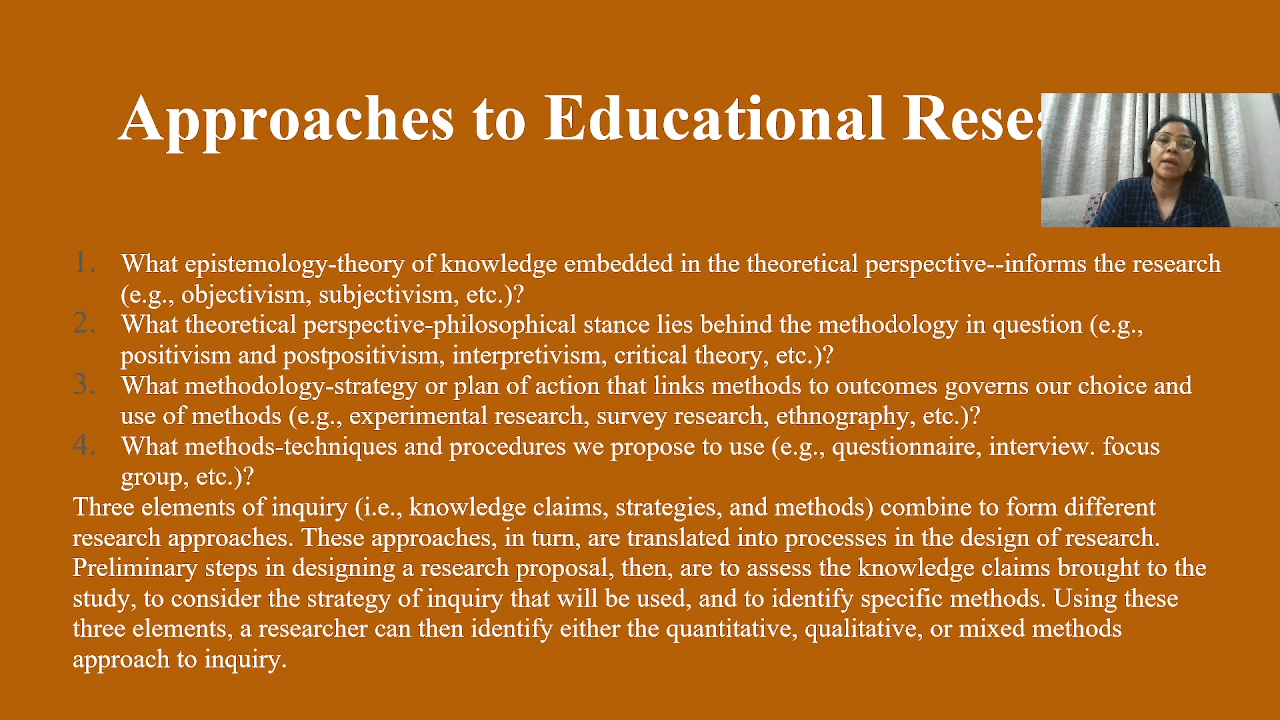 Approaches to Educational
1. What epistemology-theory of knowledge embedded in the theoretical perspective--informs the research
(e.g., objectivism, subjectivism, etc.)?
2. What theoretical perspective-philosophical stance lies behind the methodology in question (e.g.,
positivism and postpositivism, interpretivism, critical theory, etc.)?
3. What methodology-strategy or plan of action that links methods to outcomes governs our choice and
use of methods (e.g., experimental research, survey research, ethnography, etc.)?
4. What methods-techniques and procedures we propose to use (e.g., questionnaire, interview. focus
group, etc.)?
Three elements of inquiry (i.e., knowledge claims, strategies, and methods) combine to form different
research approaches. These approaches, in turn, are translated into processes in the design of research.
Preliminary steps in designing a research proposal, then, are to assess the knowledge claims brought to the
study, to consider the strategy of inquiry that will be used, and to identify specific methods. Using these
three elements, a researcher can then identify either the quantitative, qualitative, or mixed methods
approach to inquiry.